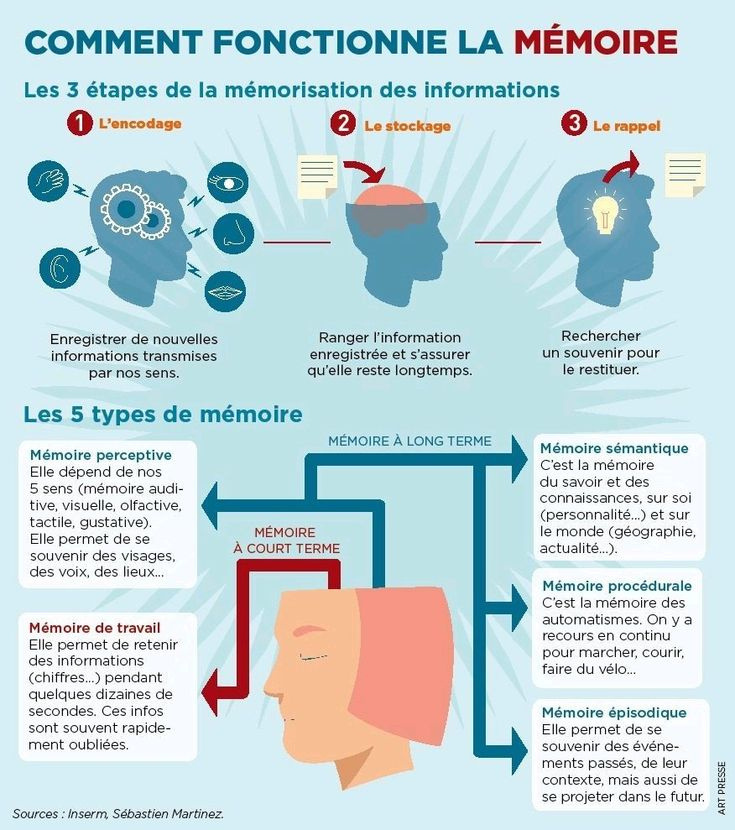 COMMENT FONCTIONNE LA MÉMOIRE
Les 3 étapes de la mémorisation des informations
1 L'encodage
2 Le stockage
3 Le rappel
Enregistrer de nouvelles
informations transmises
par nos sens.
Ranger l'information
enregistrée et s'assurer
qu'elle reste longtemps.
Rechercher
un souvenir pour
le restituer.
Les 5 types de mémoire
MÉMOIRE À LONG TERME
MÉMOIRE
À COURT TERME
Mémoire perceptive
Elle dépend de nos
5 sens (mémoire audi-
tive, visuelle, olfactive,
tactile, gustative).
Elle permet de se
souvenir des visages,
des voix, des lieux...
Mémoire de travail
Elle permet de retenir
des informations
(chiffres...) pendant
quelques dizaines de
secondes. Ces infos
sont souvent rapide-
ment oubliées.
Mémoire sémantique
C'est la mémoire
du savoir et des
connaissances, sur soi
(personnalité...) et sur
le monde (géographie,
actualité...).
Mémoire procédurale
C'est la mémoire des
automatismes. On y a
recours en continu
pour marcher, courir,
faire du vélo...
Mémoire épisodique
Elle permet de se
souvenir des événe-
ments passés, de leur
contexte, mais aussi de
se projeter dans le futur.
Sources : Inserm, Sébastien Martinez.
ART PRESSE